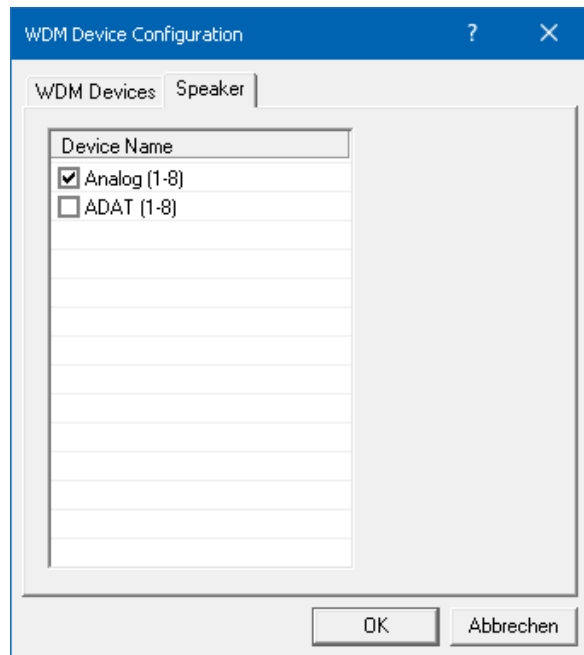 WDM Device Configuration ?
WDM Devices Speaker
Device Name
Analog (1-8)
ADAT (1-8)
OK Abbrechen